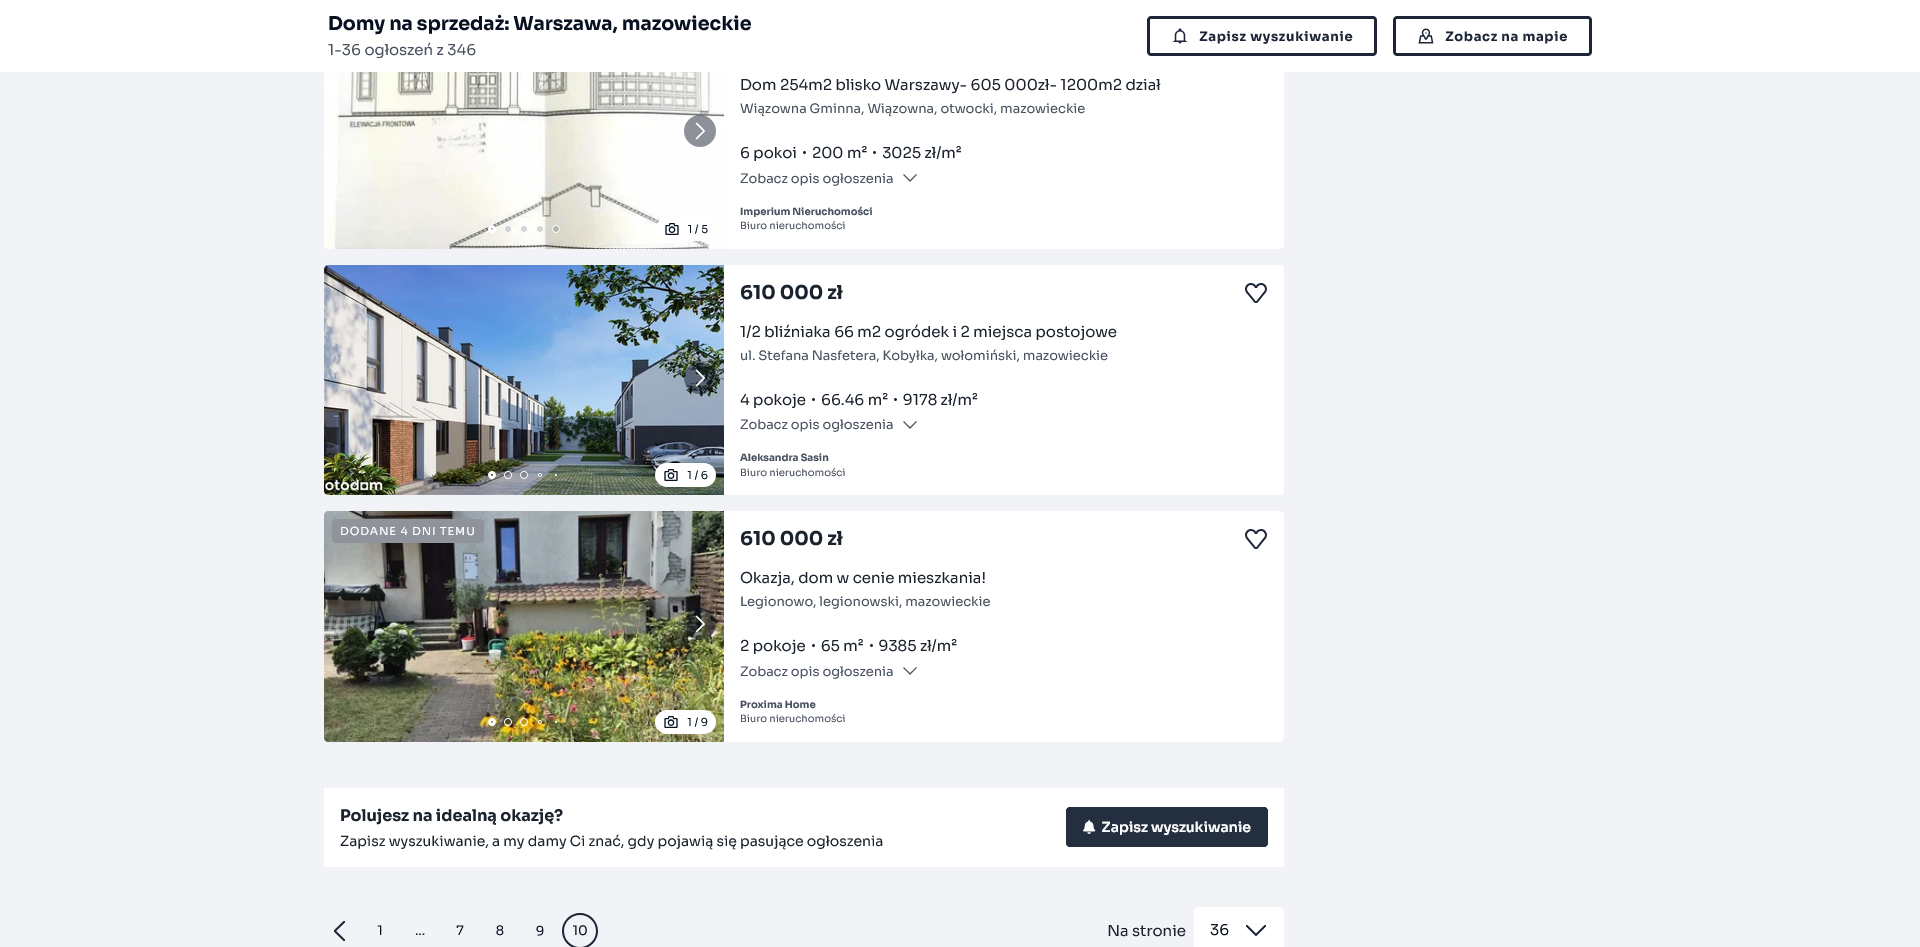 Domy na sprzedaż: Warszawa, mazowieckie
1-36 ogłoszeń z 346
Zapisz wyszukiwanie
Zobacz na mapie
ELEWACJA FRONTOWA
1 / 5
Dom 254m2 blisko Warszawy- 605 000zł- 1200m2 dział
Wiązowna Gminna, Wiązowna, otwocki, mazowieckie
6 pokoi • 200 m² • 3025 zł/m²
Zobacz opis ogłoszenia
Imperium Nieruchomości
Biuro nieruchomości
otodom
1 / 6
610 000 zł
1/2 bliźniaka 66 m2 ogródek i 2 miejsca postojowe
ul. Stefana Nasfetera, Kobyłka, wołomiński, mazowieckie
4 pokoje • 66.46 m² • 9178 zł/m²
Zobacz opis ogłoszenia
Aleksandra Sasin
Biuro nieruchomości
DODANE 4 DNI TEMU
1 / 9
610 000 zł
Okazja, dom w cenie mieszkania!
Legionowo, legionowski, mazowieckie
2 pokoje • 65 m² • 9385 zł/m²
Zobacz opis ogłoszenia
Proxima Home
Biuro nieruchomości
Polujesz na idealną okazję?
Zapisz wyszukiwanie, a my damy Ci znać, gdy pojawią się pasujące ogłoszenia
Zapisz wyszukiwanie
1 ... 7 8 9 10
Na stronie 36